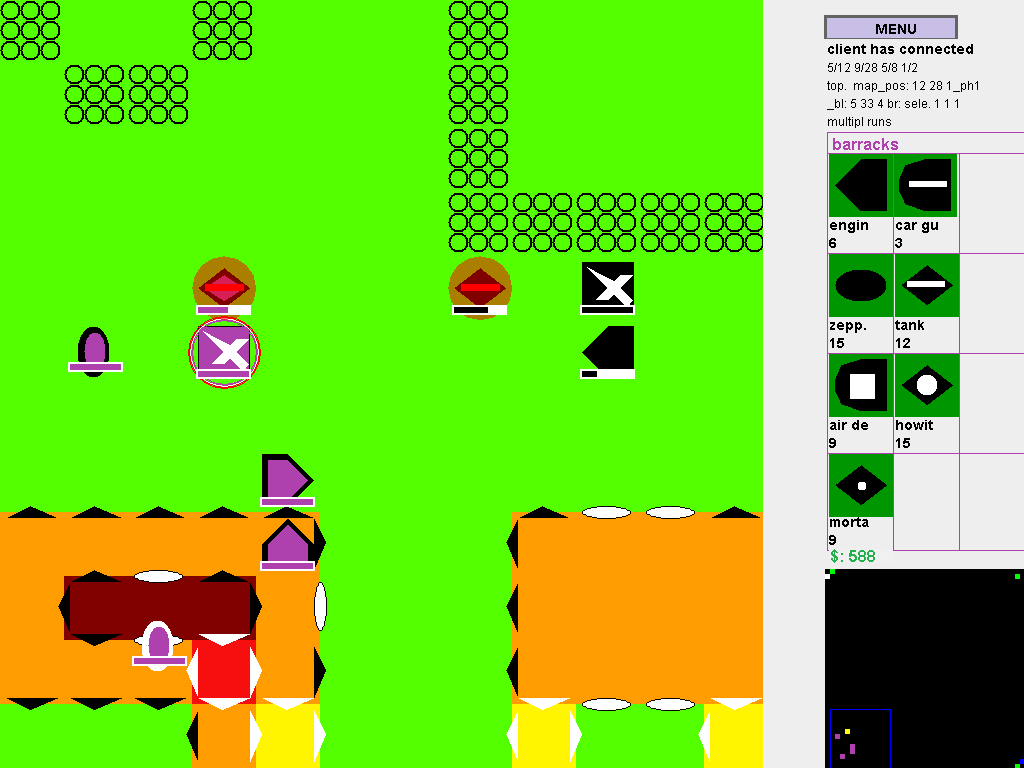 MENU
client has connected
5/12 9/28 5/8 1/2
top.  map_pos: 12 28 1_ph1
_bl: 5 33 4 br: sele. 1 1 1
multipl runs
barracks
engin car gu
6 3
zepp. tank
15 12
air de howit
9 15
morta
9
$: 588